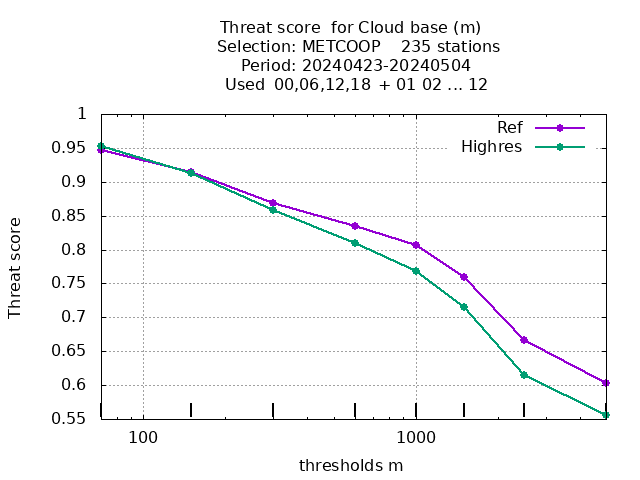 Threat score  for Cloud base (m)
Selection: METCOOP    235 stations
Period: 20240423-20240504
Used  00,06,12,18 + 01 02 ... 12
Ref
Highres
1
0.95
0.9
0.85
0.8
0.75
0.7
0.65
0.6
0.55
Threat score
100
1000
thresholds m